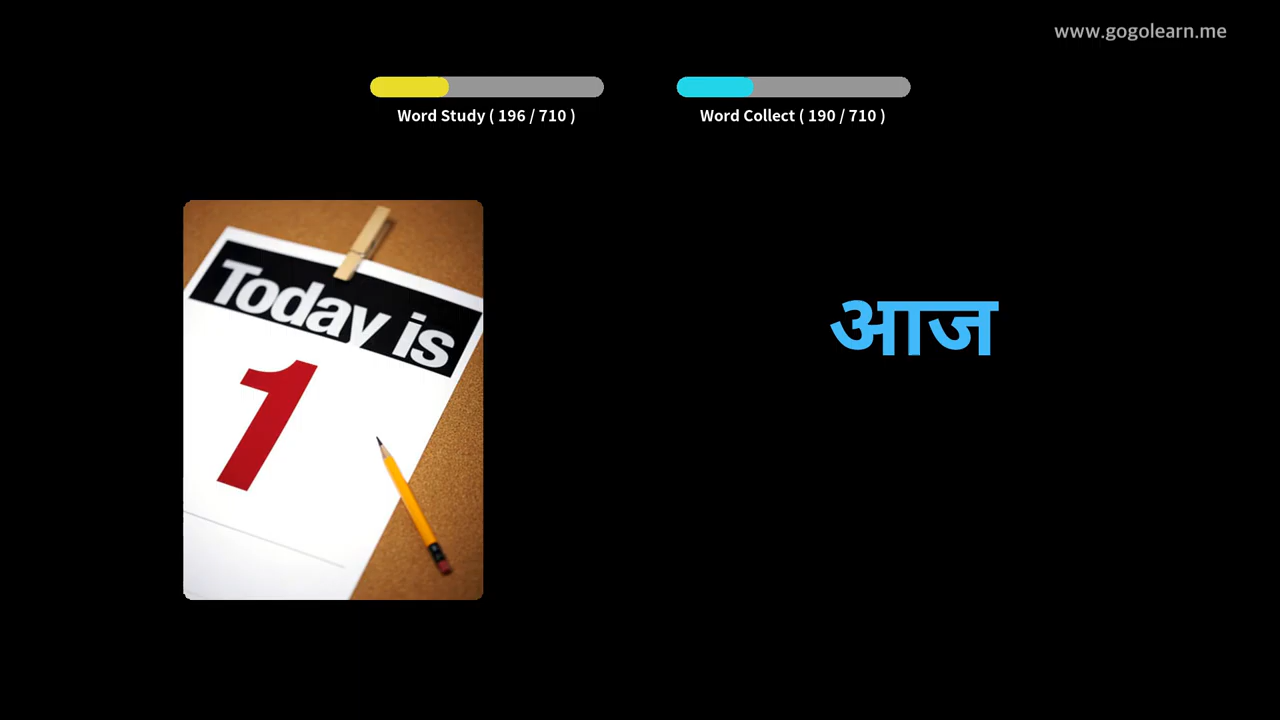 www.gogolearn.me
Word Study ( 196 / 710 )
Word Collect ( 190 / 710 )
Today is
1
आज